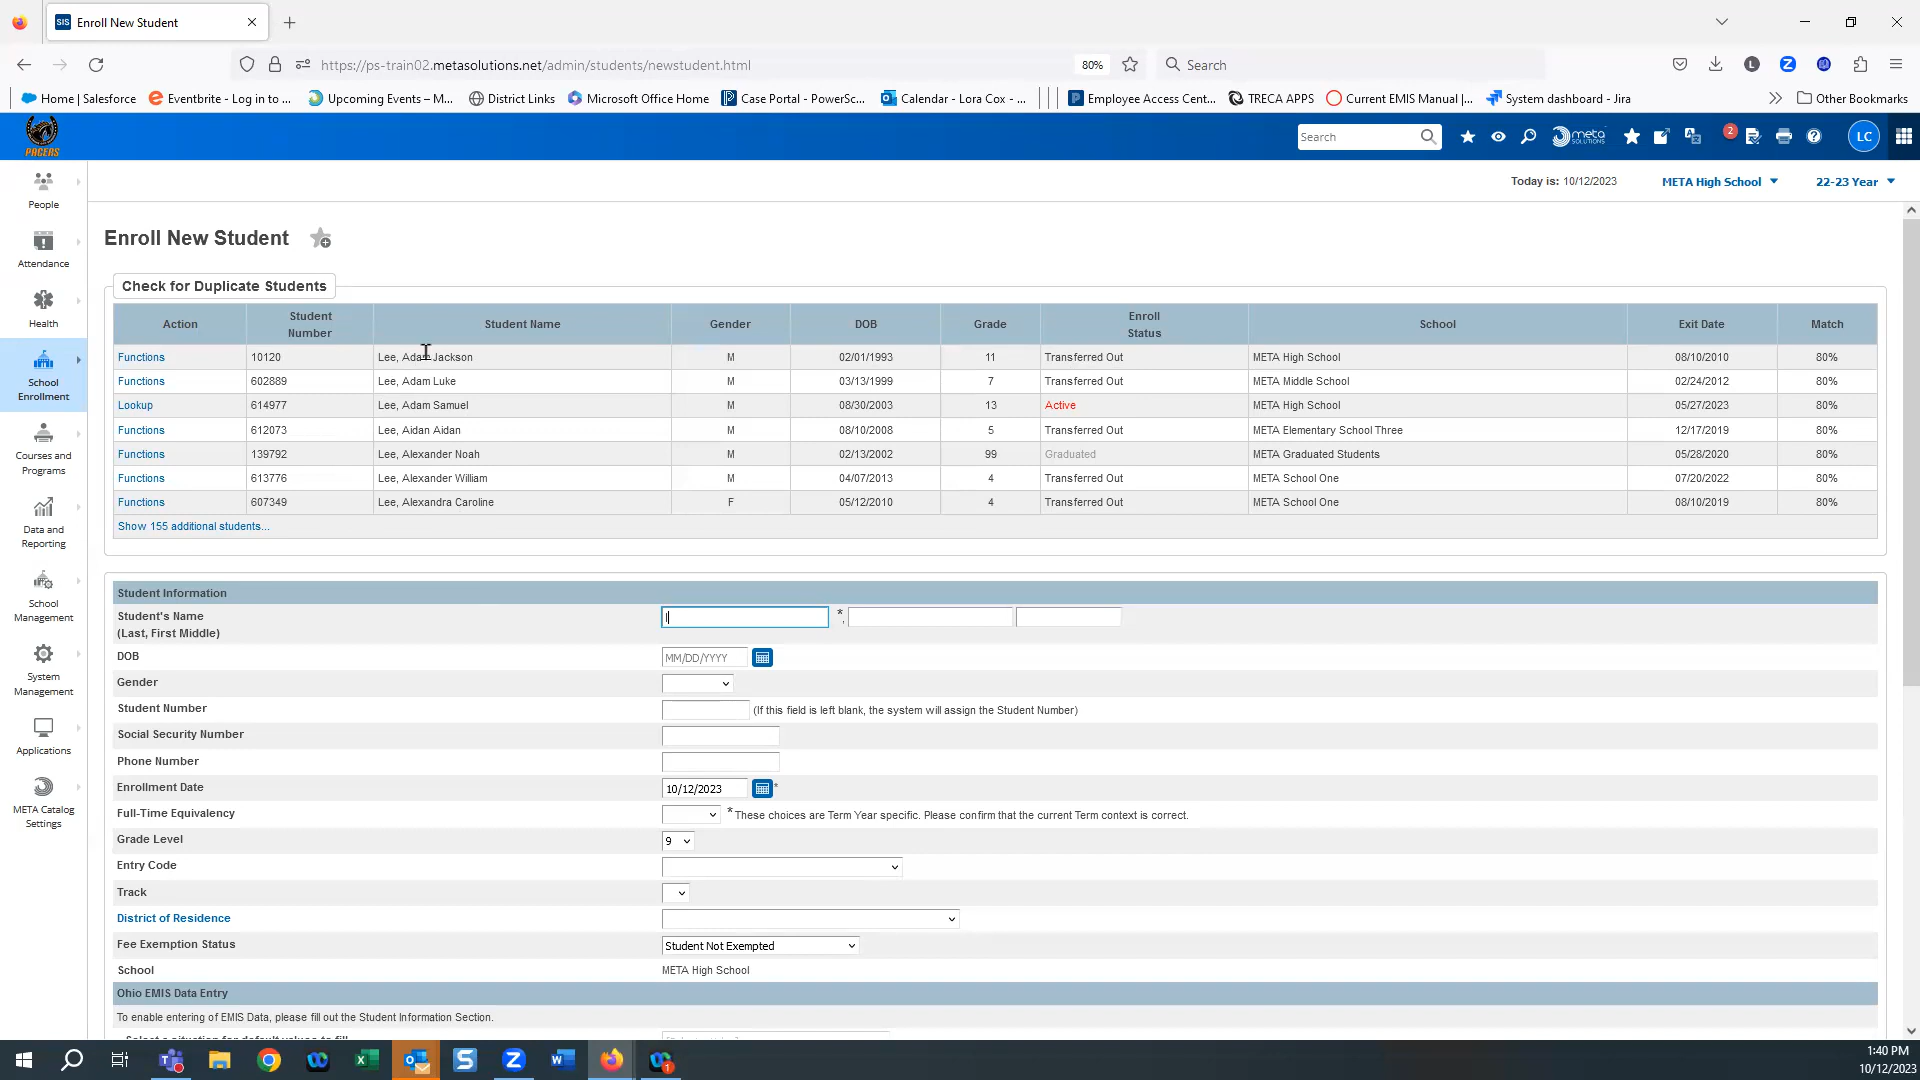 SIS Enroll New Student
https://ps-train02.metasolutions.net/admin/students/newstudent.html 80% Search
Home | Salesforce Eventbrite - Log in to ... Upcoming Events – M... District Links Microsoft Office Home Case Portal - PowerSc... Calendar - Lora Cox - ... Employee Access Cent... TRECA APPS Current EMIS Manual |... System dashboard - Jira Other Bookmarks
PACERS Search meta SOLUTIONS 2 LC
Today is: 10/12/2023 META High School 22-23 Year
People
Attendance
Health
School
Enrollment
Courses and
Programs
Data and
Reporting
School
Management
System
Management
Applications
META Catalog
Settings
Enroll New Student
Check for Duplicate Students
Action Student Number Student Name Gender DOB Grade Enroll Status School Exit Date Match
Functions 10120 Lee, Adam Jackson M 02/01/1993 11 Transferred Out META High School 08/10/2010 80%
Functions 602889 Lee, Adam Luke M 03/13/1999 7 Transferred Out META Middle School 02/24/2012 80%
Lookup 614977 Lee, Adam Samuel M 08/30/2003 13 Active META High School 05/27/2023 80%
Functions 612073 Lee, Aidan Aidan M 08/10/2008 5 Transferred Out META Elementary School Three 12/17/2019 80%
Functions 139792 Lee, Alexander Noah M 02/13/2002 99 Graduated META Graduated Students 05/28/2020 80%
Functions 613776 Lee, Alexander William M 04/07/2013 4 Transferred Out META School One 07/20/2022 80%
Functions 607349 Lee, Alexandra Caroline F 05/12/2010 4 Transferred Out META School One 08/10/2019 80%
Show 155 additional students...
Student Information
Student's Name l * ,
(Last, First Middle)
DOB MM/DD/YYYY
Gender
Student Number (If this field is left blank, the system will assign the Student Number)
Social Security Number
Phone Number
Enrollment Date 10/12/2023 *
Full-Time Equivalency * These choices are Term Year specific. Please confirm that the current Term context is correct.
Grade Level 9
Entry Code
Track
District of Residence
Fee Exemption Status Student Not Exempted
School META High School
Ohio EMIS Data Entry
To enable entering of EMIS Data, please fill out the Student Information Section.
1:40 PM
10/12/2023